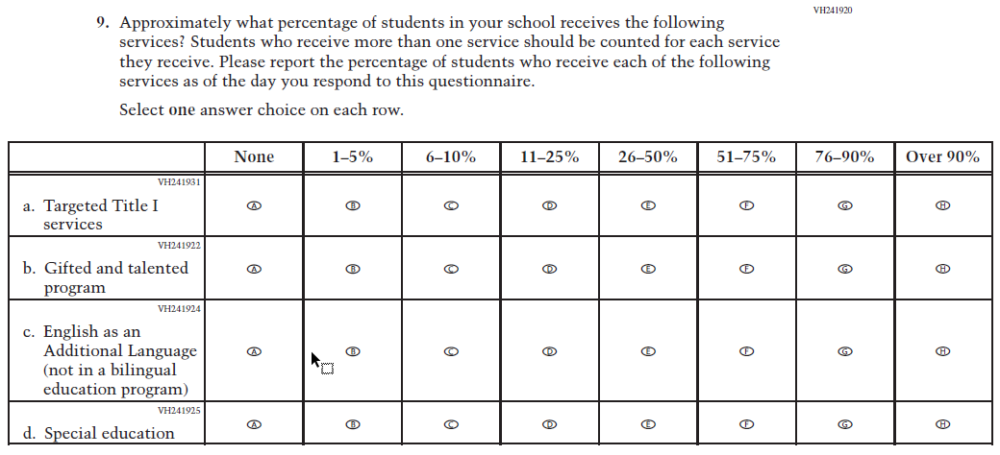 VH241920
9. Approximately what percentage of students in your school receives the following
services? Students who receive more than one service should be counted for each service
they receive. Please report the percentage of students who receive each of the following
services as of the day you respond to this questionnaire.
Select one answer choice on each row.
None 1–5% 6–10% 11–25% 26–50% 51–75% 76–90% Over 90%
VH241931
a. Targeted Title I
services
A B C D E F G H
VH241922
b. Gifted and talented
program
A B C D E F G H
VH241924
c. English as an
Additional Language
(not in a bilingual
education program)
A B C D E F G H
VH241925
d. Special education
A B C D E F G H